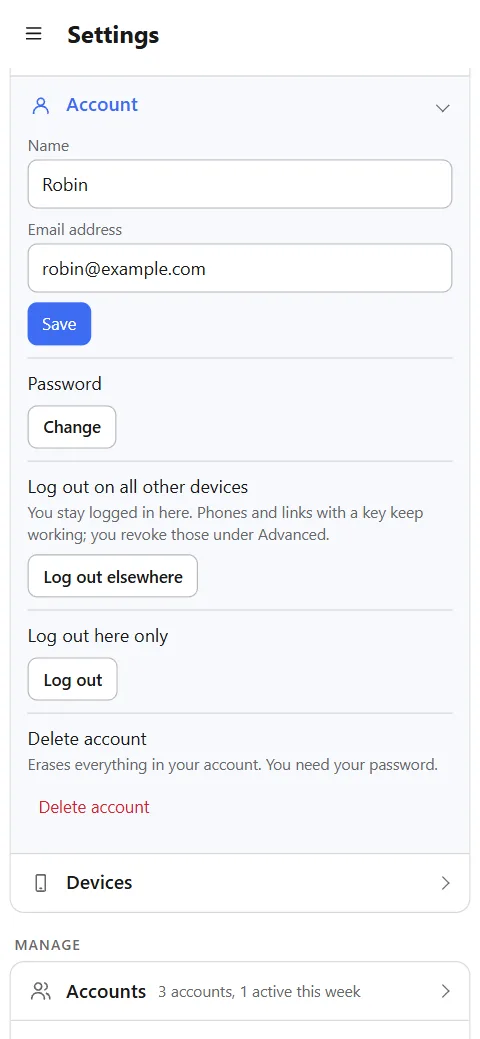 Settings
Account
Name
Robin
Email address
robin@example.com
Save
Password
Change
Log out on all other devices
You stay logged in here. Phones and links with a key keep
working; you revoke those under Advanced.
Log out elsewhere
Log out here only
Log out
Delete account
Erases everything in your account. You need your password.
Delete account
Devices
MANAGE
Accounts 3 accounts, 1 active this week